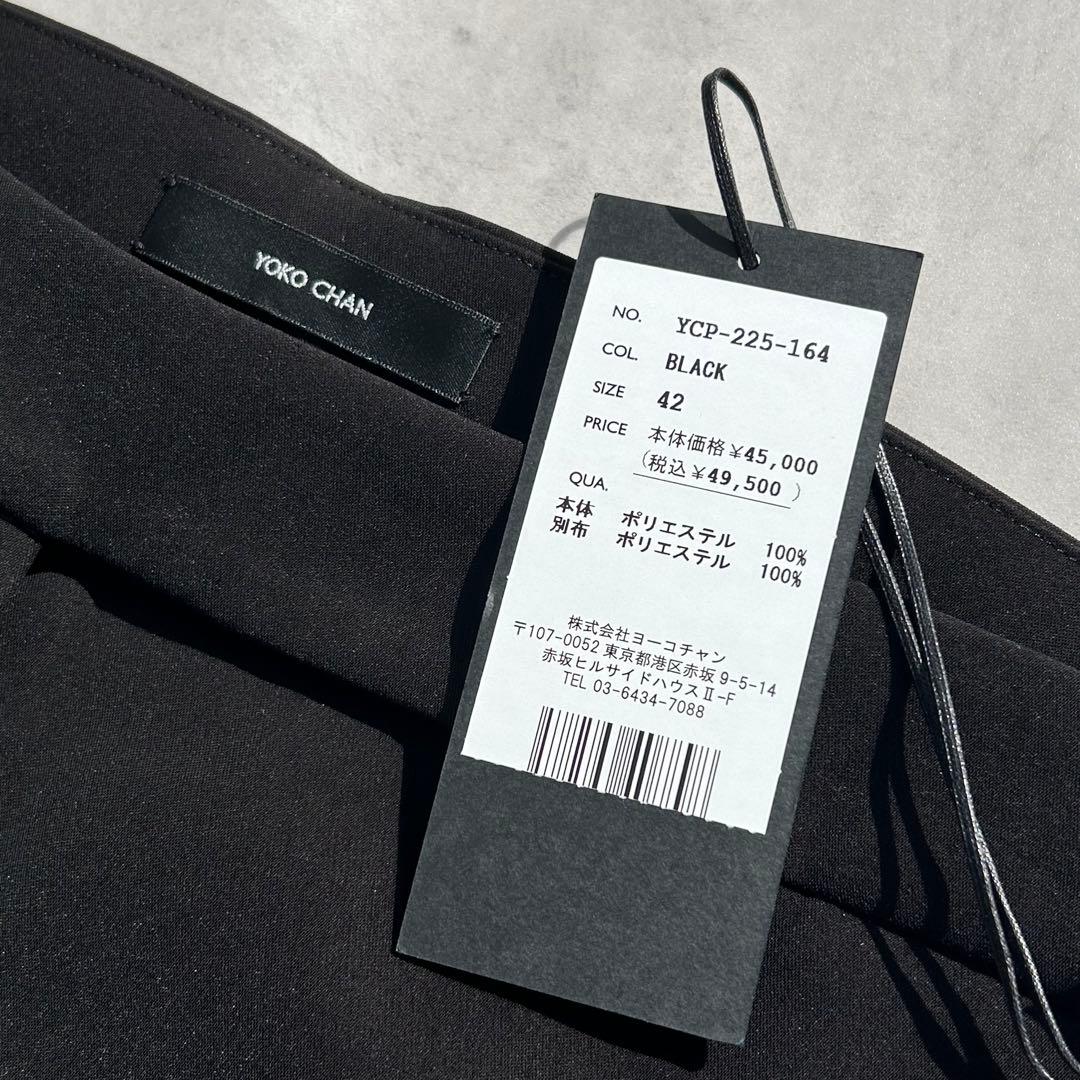 YOKO CHAN
NO. YCP-225-164
COL. BLACK
SIZE 42
PRICE 本体価格¥45,000
(税込¥49,500 )
QUA.
本体 ポリエステル 100%
別布 ポリエステル 100%
株式会社ヨーコチャン
〒107-0052 東京都港区赤坂 9-5-14
赤坂ヒルサイドハウスⅡ-F
TEL 03-6434-7088